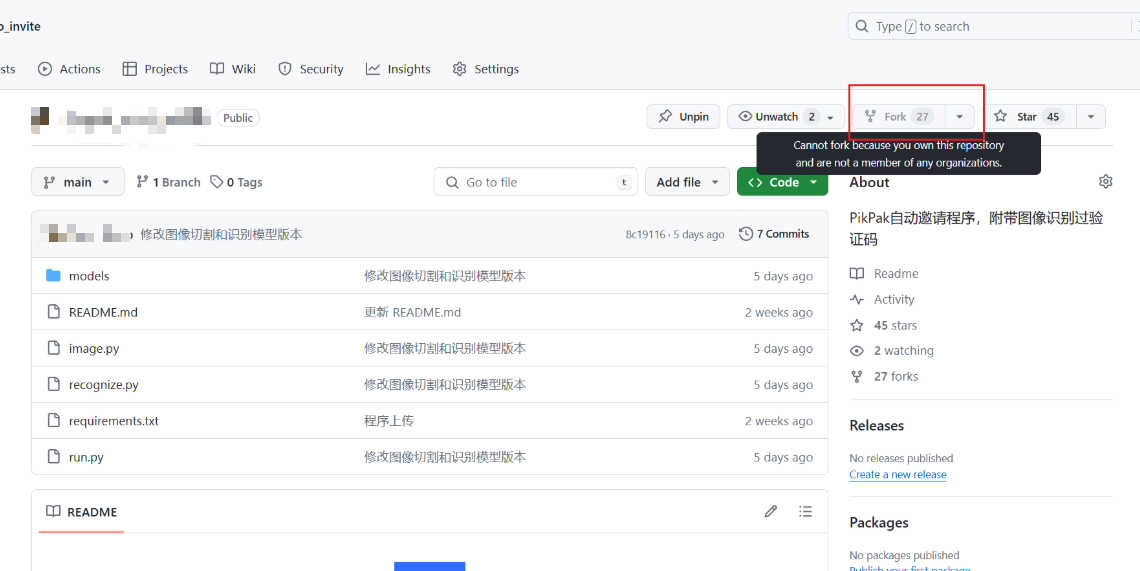 o_invite
Type / to search
sts Actions Projects Wiki Security Insights Settings
Public
Unpin Unwatch 2 Fork 27 Star 45
Cannot fork because you own this repository
and are not a member of any organizations.
main 1 Branch 0 Tags Go to file t Add file Code
About
PikPak自动邀请程序，附带图像识别过验
证码
修改图像切割和识别模型版本 8c19116 · 5 days ago 7 Commits
models 修改图像切割和识别模型版本 5 days ago
README.md 更新 README.md 2 weeks ago
image.py 修改图像切割和识别模型版本 5 days ago
recognize.py 修改图像切割和识别模型版本 5 days ago
requirements.txt 程序上传 2 weeks ago
run.py 修改图像切割和识别模型版本 5 days ago
README
Readme
Activity
45 stars
2 watching
27 forks
Releases
No releases published
Create a new release
Packages
No packages published
Publish your first package